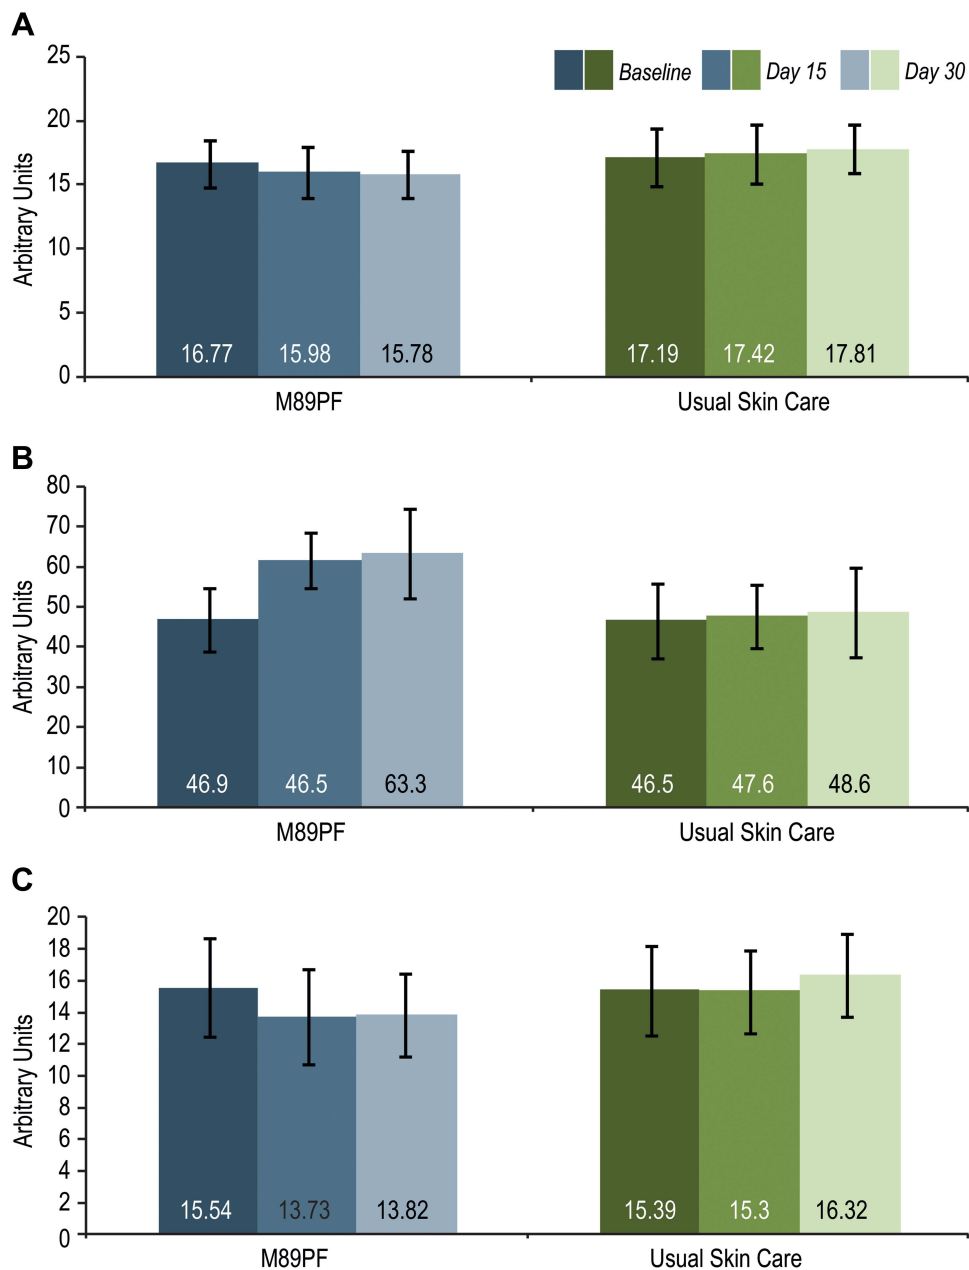 A
25
20
15
10
5
0
Arbitrary Units
Baseline Day 15 Day 30
16.77 15.98 15.78 17.19 17.42 17.81
M89PF Usual Skin Care
B
80
70
60
50
40
30
20
10
0
Arbitrary Units
46.9 46.5 63.3 46.5 47.6 48.6
M89PF Usual Skin Care
C
20
18
16
14
12
10
8
6
4
2
0
Arbitrary Units
15.54 13.73 13.82 15.39 15.3 16.32
M89PF Usual Skin Care